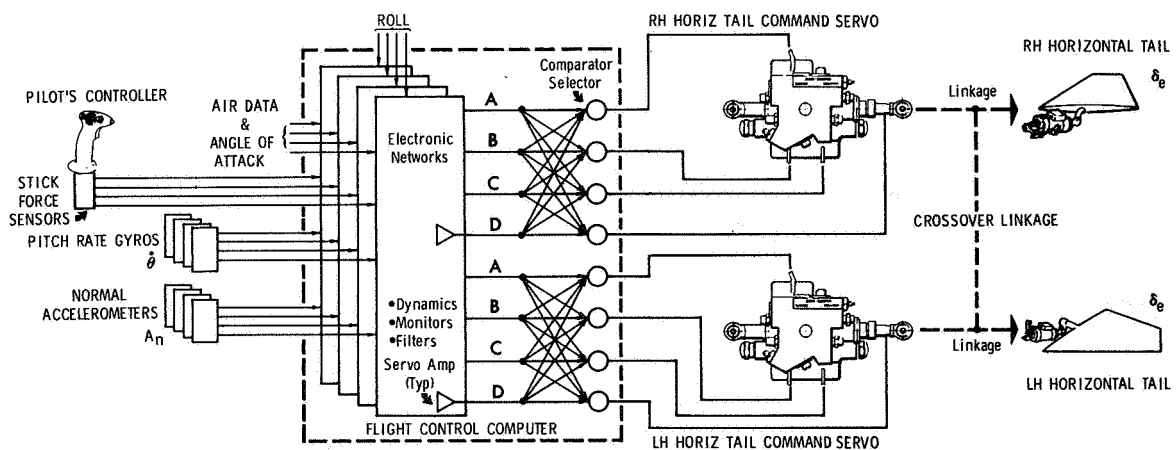 ROLL
RH HORIZ TAIL COMMAND SERVO
RH HORIZONTAL TAIL
δe
Comparator
Selector
PILOT'S CONTROLLER
AIR DATA
&
ANGLE OF
ATTACK
Electronic
Networks
A
B
C
D
Linkage
STICK
FORCE
SENSORS
CROSSOVER LINKAGE
PITCH RATE GYROS
θ̇
NORMAL
ACCELEROMETERS
An
•Dynamics
•Monitors
•Filters
Servo Amp
(Typ)
A
B
C
D
δe
Linkage
LH HORIZONTAL TAIL
FLIGHT CONTROL COMPUTER
LH HORIZ TAIL COMMAND SERVO